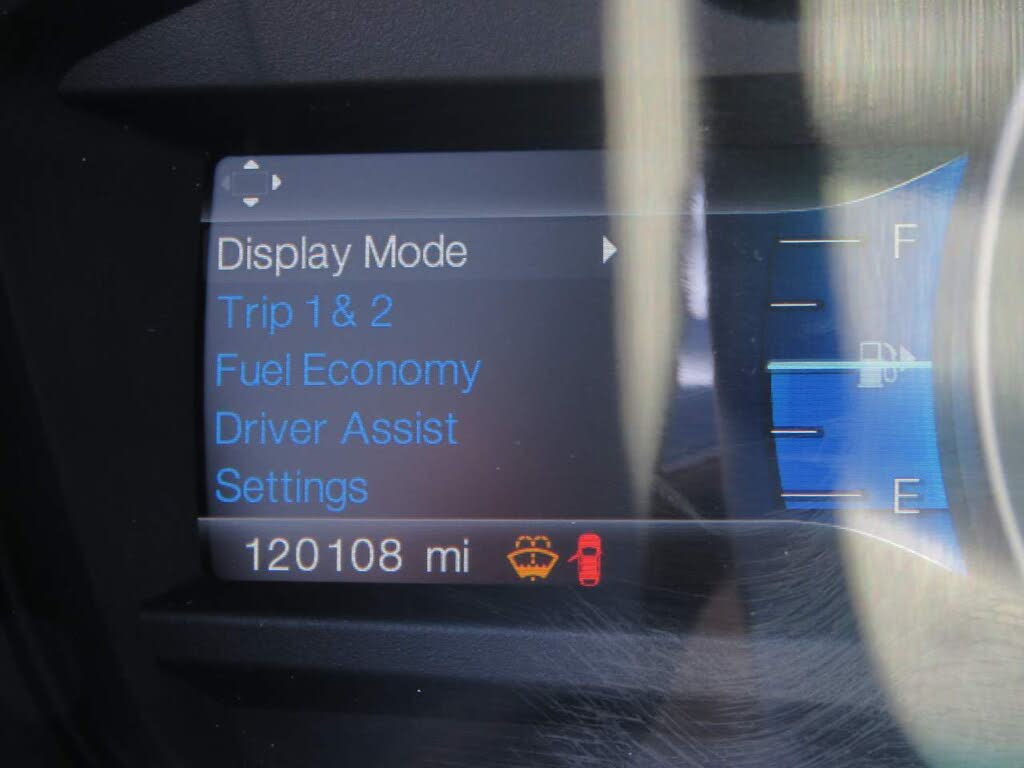 Display Mode
Trip 1 & 2
Fuel Economy
Driver Assist
Settings
120108 mi
F
E